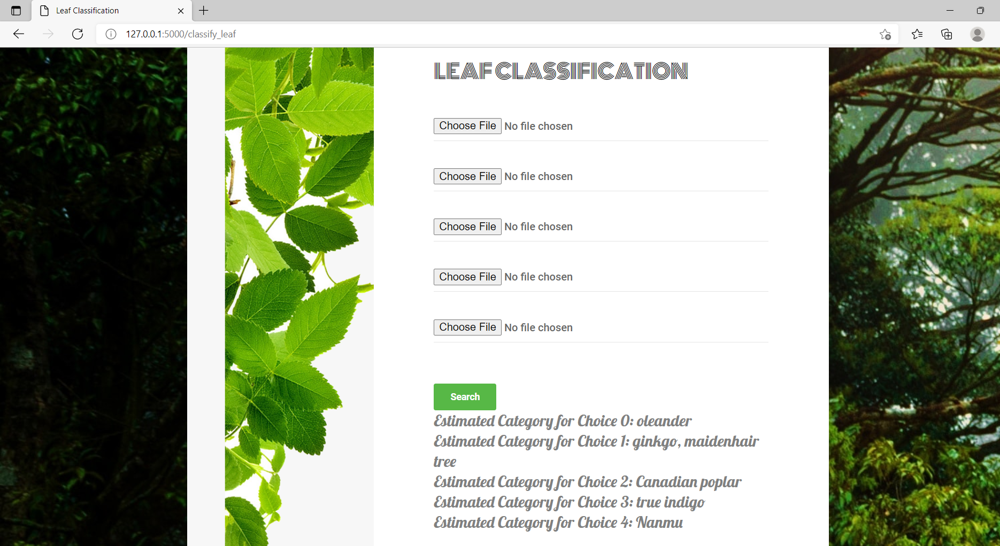 Leaf Classification
127.0.0.1:5000/classify_leaf
LEAF CLASSIFICATION
Choose File No file chosen
Choose File No file chosen
Choose File No file chosen
Choose File No file chosen
Choose File No file chosen
Search
Estimated Category for Choice 0: oleander
Estimated Category for Choice 1: ginkgo, maidenhair
tree
Estimated Category for Choice 2: Canadian poplar
Estimated Category for Choice 3: true indigo
Estimated Category for Choice 4: Nanmu